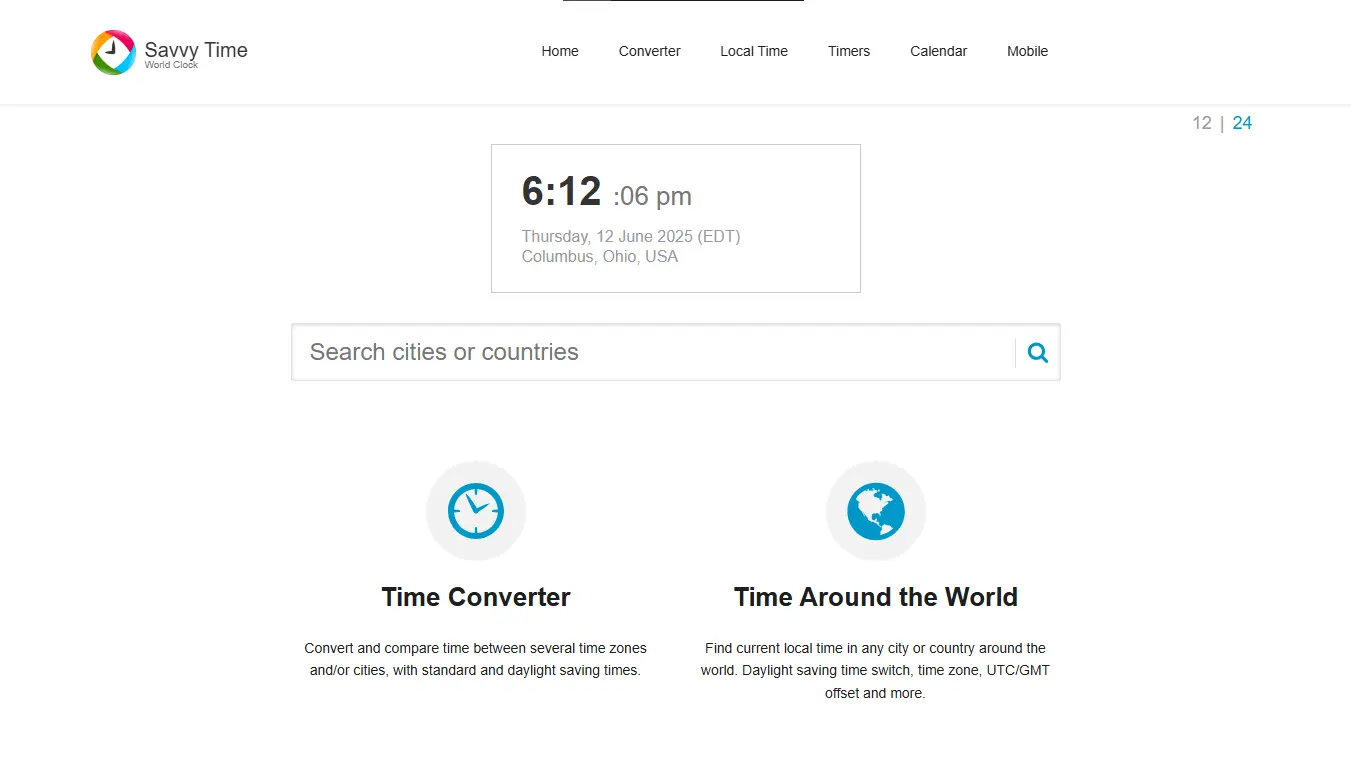 Savvy Time
World Clock
Home
Converter
Local Time
Timers
Calendar
Mobile
12 | 24
6:12 :06 pm
Thursday, 12 June 2025 (EDT)
Columbus, Ohio, USA
Search cities or countries
Time Converter
Convert and compare time between several time zones
and/or cities, with standard and daylight saving times.
Time Around the World
Find current local time in any city or country around the
world. Daylight saving time switch, time zone, UTC/GMT
offset and more.